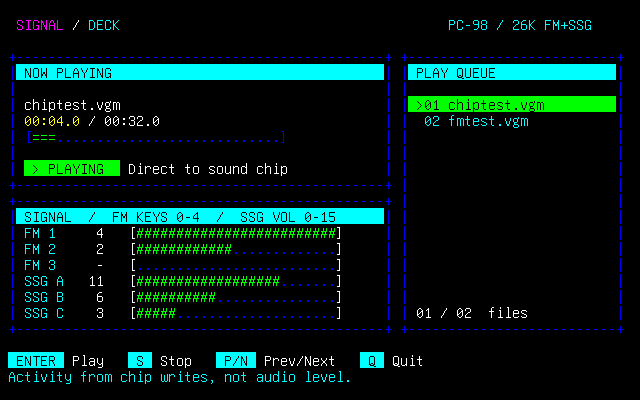 SIGNAL / DECK
PC-98 / 26K FM+SSG
NOW PLAYING
chiptest.vgm
00:04.0 / 00:32.0
[===............................]
> PLAYING Direct to sound chip
SIGNAL / FM KEYS 0-4 / SSG VOL 0-15
FM 1 4 [#########################]
FM 2 2 [############.............]
FM 3 - [.........................]
SSG A 11 [##################.......]
SSG B 6 [##########...............]
SSG C 3 [#####....................]
PLAY QUEUE
>01 chiptest.vgm
02 fmtest.vgm
01 / 02 files
ENTER Play S Stop P/N Prev/Next Q Quit
Activity from chip writes, not audio level.